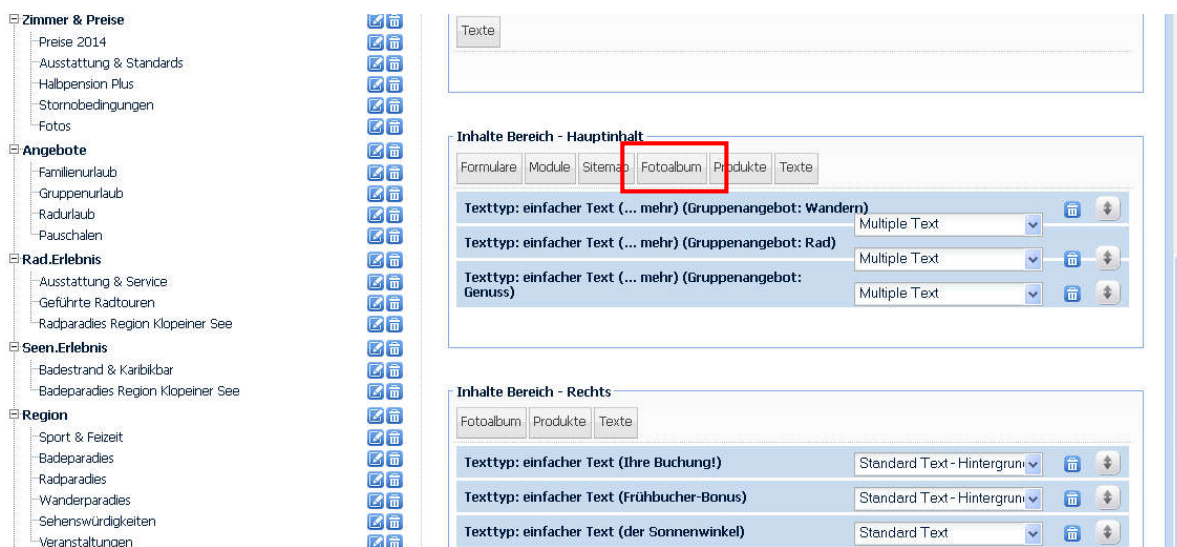 Zimmer & Preise
Preise 2014
Ausstattung & Standards
Halbpension Plus
Stornobedingungen
Fotos
Angebote
Familienurlaub
Gruppenurlaub
Radurlaub
Pauschalen
Rad.Erlebnis
Ausstattung & Service
Geführte Radtouren
Radparadies Region Klopeiner See
Seen.Erlebnis
Badestrand & Karibikbar
Badeparadies Region Klopeiner See
Region
Sport & Feizeit
Badeparadies
Radparadies
Wanderparadies
Sehenswürdigkeiten
Veranstaltungen
Texte
Inhalte Bereich - Hauptinhalt
Formulare Module Sitemap Fotoalbum Produkte Texte
Texttyp: einfacher Text (... mehr) (Gruppenangebot: Wandern)
Multiple Text
Texttyp: einfacher Text (... mehr) (Gruppenangebot: Rad)
Multiple Text
Texttyp: einfacher Text (... mehr) (Gruppenangebot:
Genuss)
Multiple Text
Inhalte Bereich - Rechts
Fotoalbum Produkte Texte
Texttyp: einfacher Text (Ihre Buchung!) Standard Text - Hintergrun
Texttyp: einfacher Text (Frühbucher-Bonus) Standard Text - Hintergrun
Texttyp: einfacher Text (der Sonnenwinkel) Standard Text